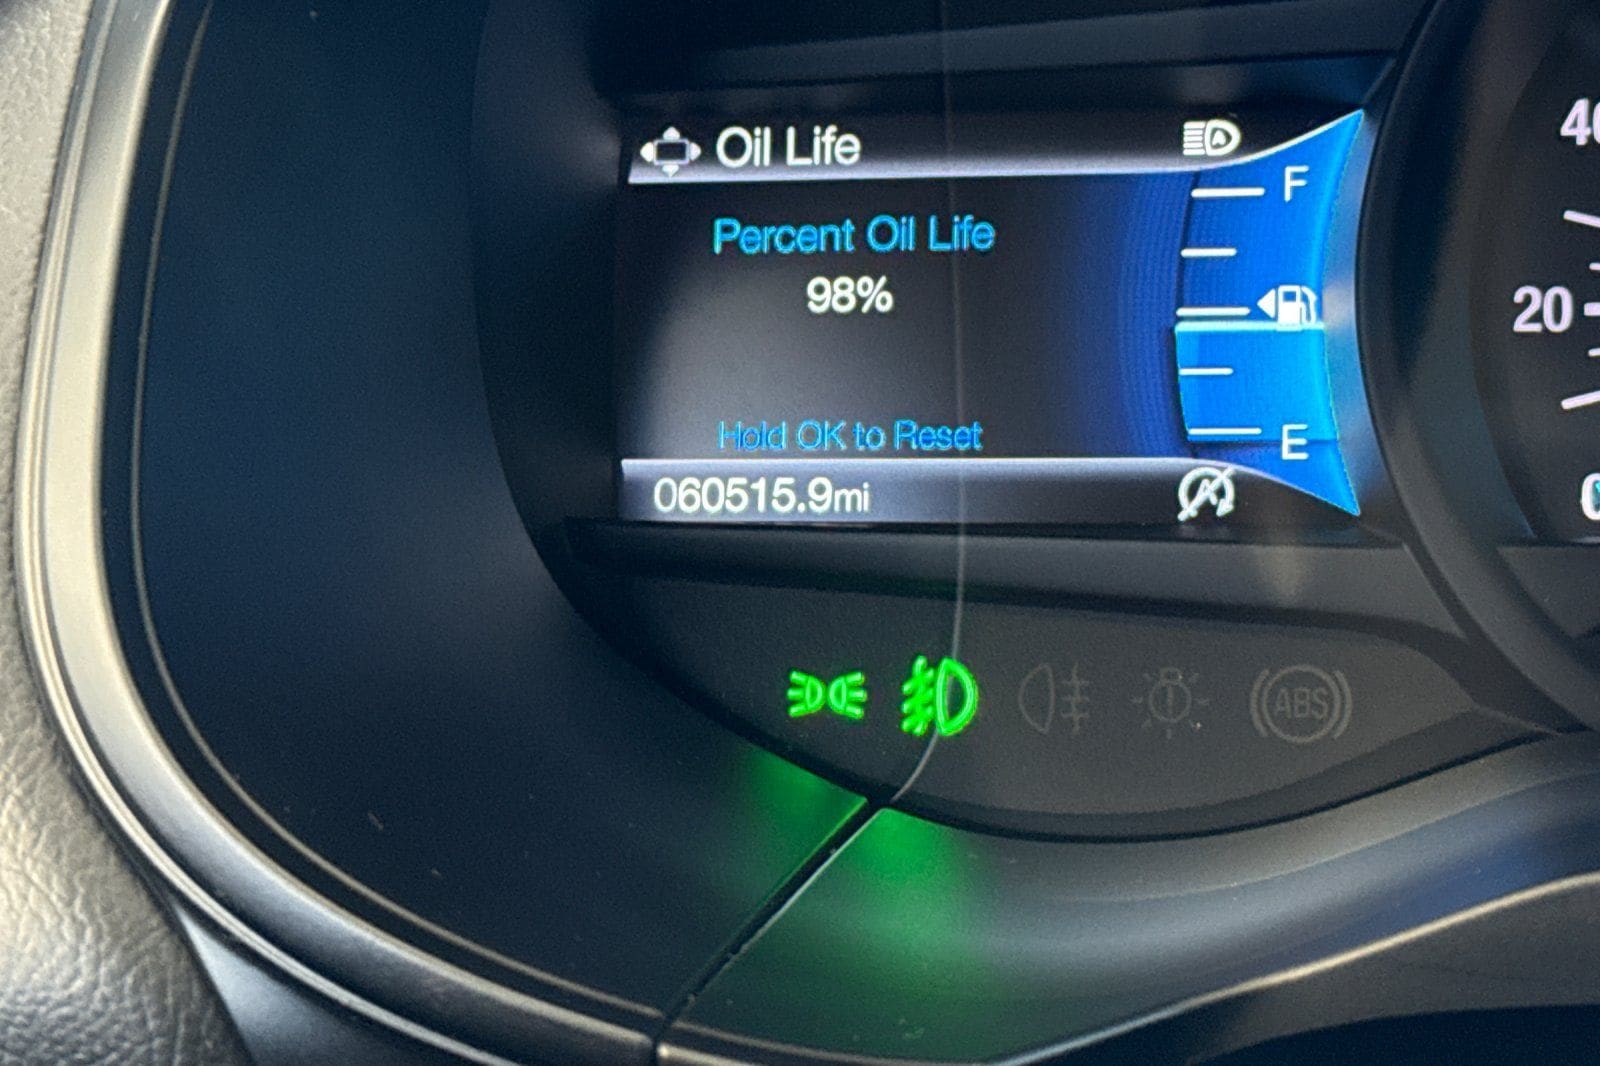 Oil Life
F
Percent Oil Life
98%
20
Hold OK to Reset
E
060515.9mi
ABS